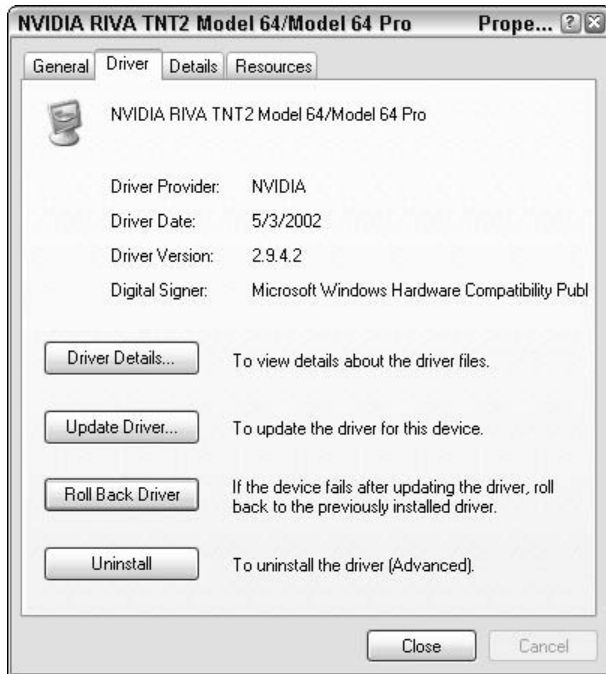 NVIDIA RIVA TNT2 Model 64/Model 64 Pro Prope... ?
General Driver Details Resources
NVIDIA RIVA TNT2 Model 64/Model 64 Pro
Driver Provider: NVIDIA
Driver Date: 5/3/2002
Driver Version: 2.9.4.2
Digital Signer: Microsoft Windows Hardware Compatibility Publ
Driver Details... To view details about the driver files.
Update Driver... To update the driver for this device.
Roll Back Driver If the device fails after updating the driver, roll
back to the previously installed driver.
Uninstall To uninstall the driver (Advanced).
Close Cancel